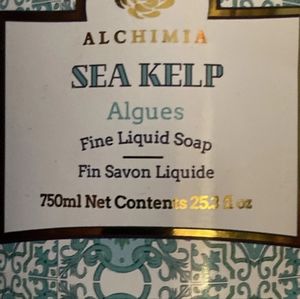 ALCHIMIA
SEA KELP
Algues
Fine Liquid Soap
Fin Savon Liquide
750ml Net Contents 25.3 fl oz